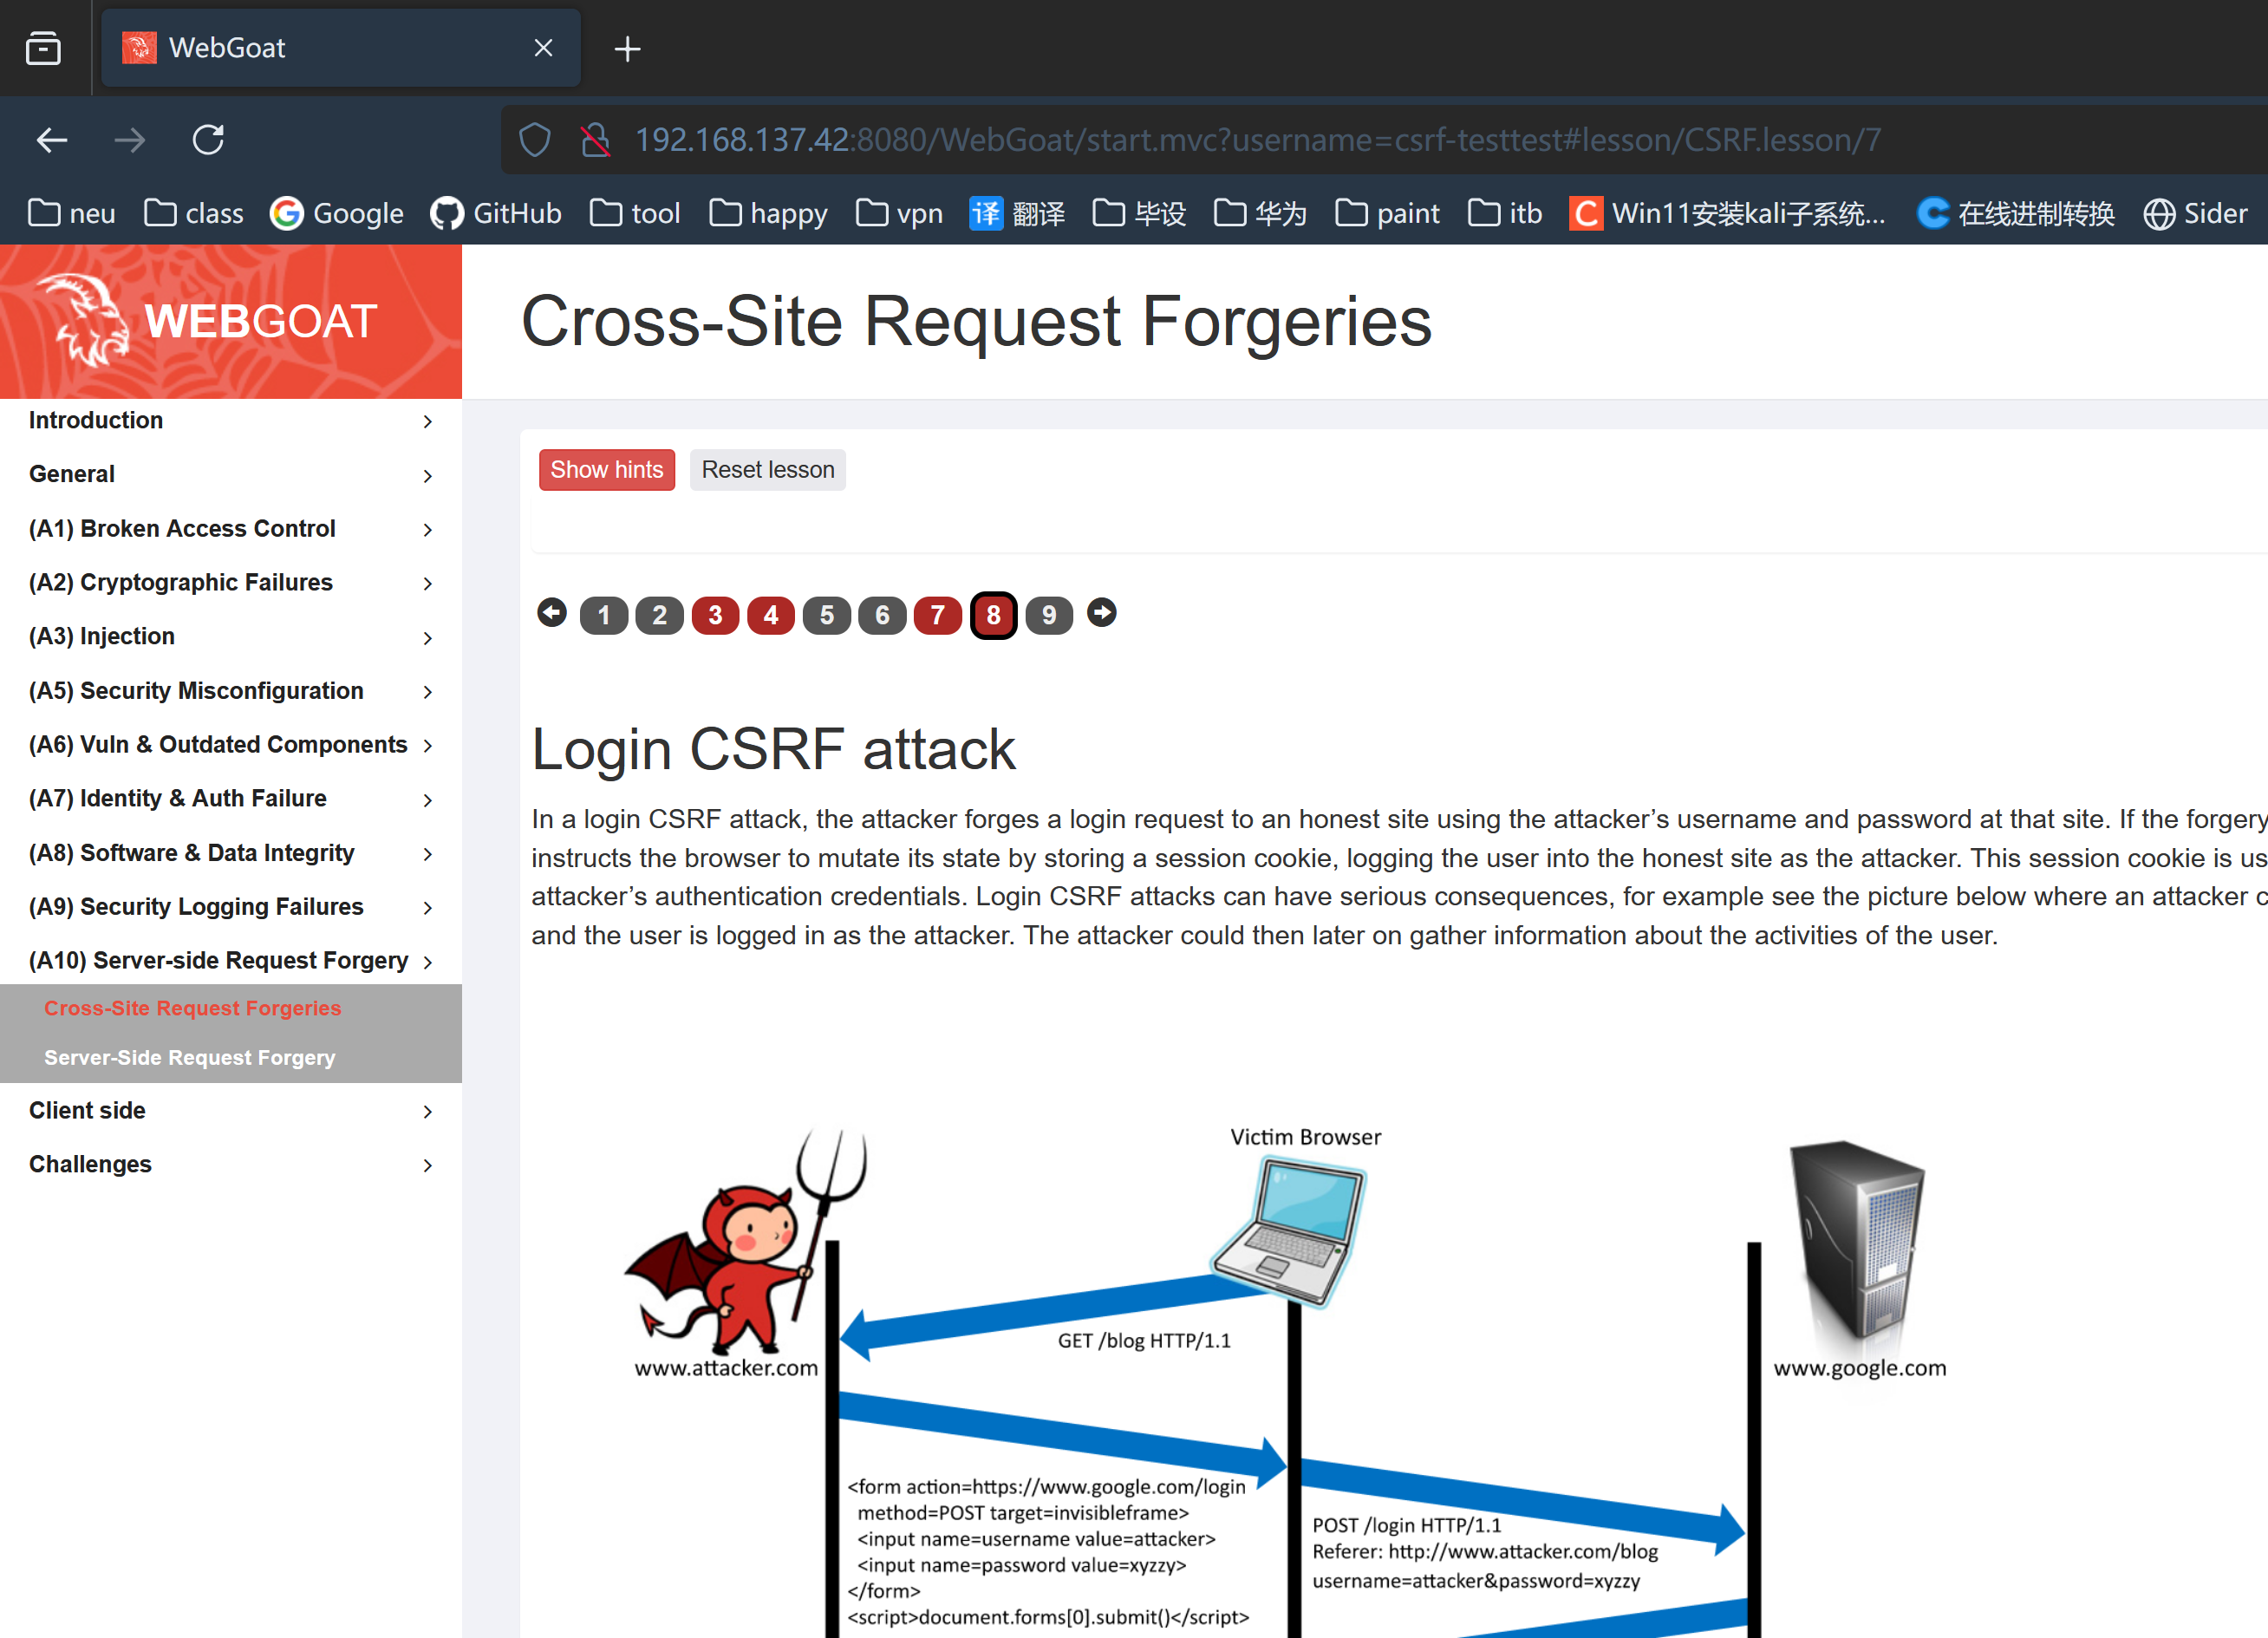 WebGoat
192.168.137.42:8080/WebGoat/start.mvc?username=csrf-testtest#lesson/CSRF.lesson/7
neu class Google GitHub tool happy vpn 译 翻译 毕设 华为 paint itb C Win11安装kali子系统... 在线进制转换 Sider
WEBGOAT
Cross-Site Request Forgeries
Introduction
General
(A1) Broken Access Control
(A2) Cryptographic Failures
(A3) Injection
(A5) Security Misconfiguration
(A6) Vuln & Outdated Components
(A7) Identity & Auth Failure
(A8) Software & Data Integrity
(A9) Security Logging Failures
(A10) Server-side Request Forgery
Cross-Site Request Forgeries
Server-Side Request Forgery
Client side
Challenges
Show hints Reset lesson
1 2 3 4 5 6 7 8 9
Login CSRF attack
In a login CSRF attack, the attacker forges a login request to an honest site using the attacker’s username and password at that site. If the forgery
instructs the browser to mutate its state by storing a session cookie, logging the user into the honest site as the attacker. This session cookie is us
attacker’s authentication credentials. Login CSRF attacks can have serious consequences, for example see the picture below where an attacker c
and the user is logged in as the attacker. The attacker could then later on gather information about the activities of the user.
Victim Browser
GET /blog HTTP/1.1
www.attacker.com
www.google.com
<form action=https://www.google.com/login
method=POST target=invisibleframe>
<input name=username value=attacker>
<input name=password value=xyzzy>
</form>
<script>document.forms[0].submit()</script>
POST /login HTTP/1.1
Referer: http://www.attacker.com/blog
username=attacker&password=xyzzy